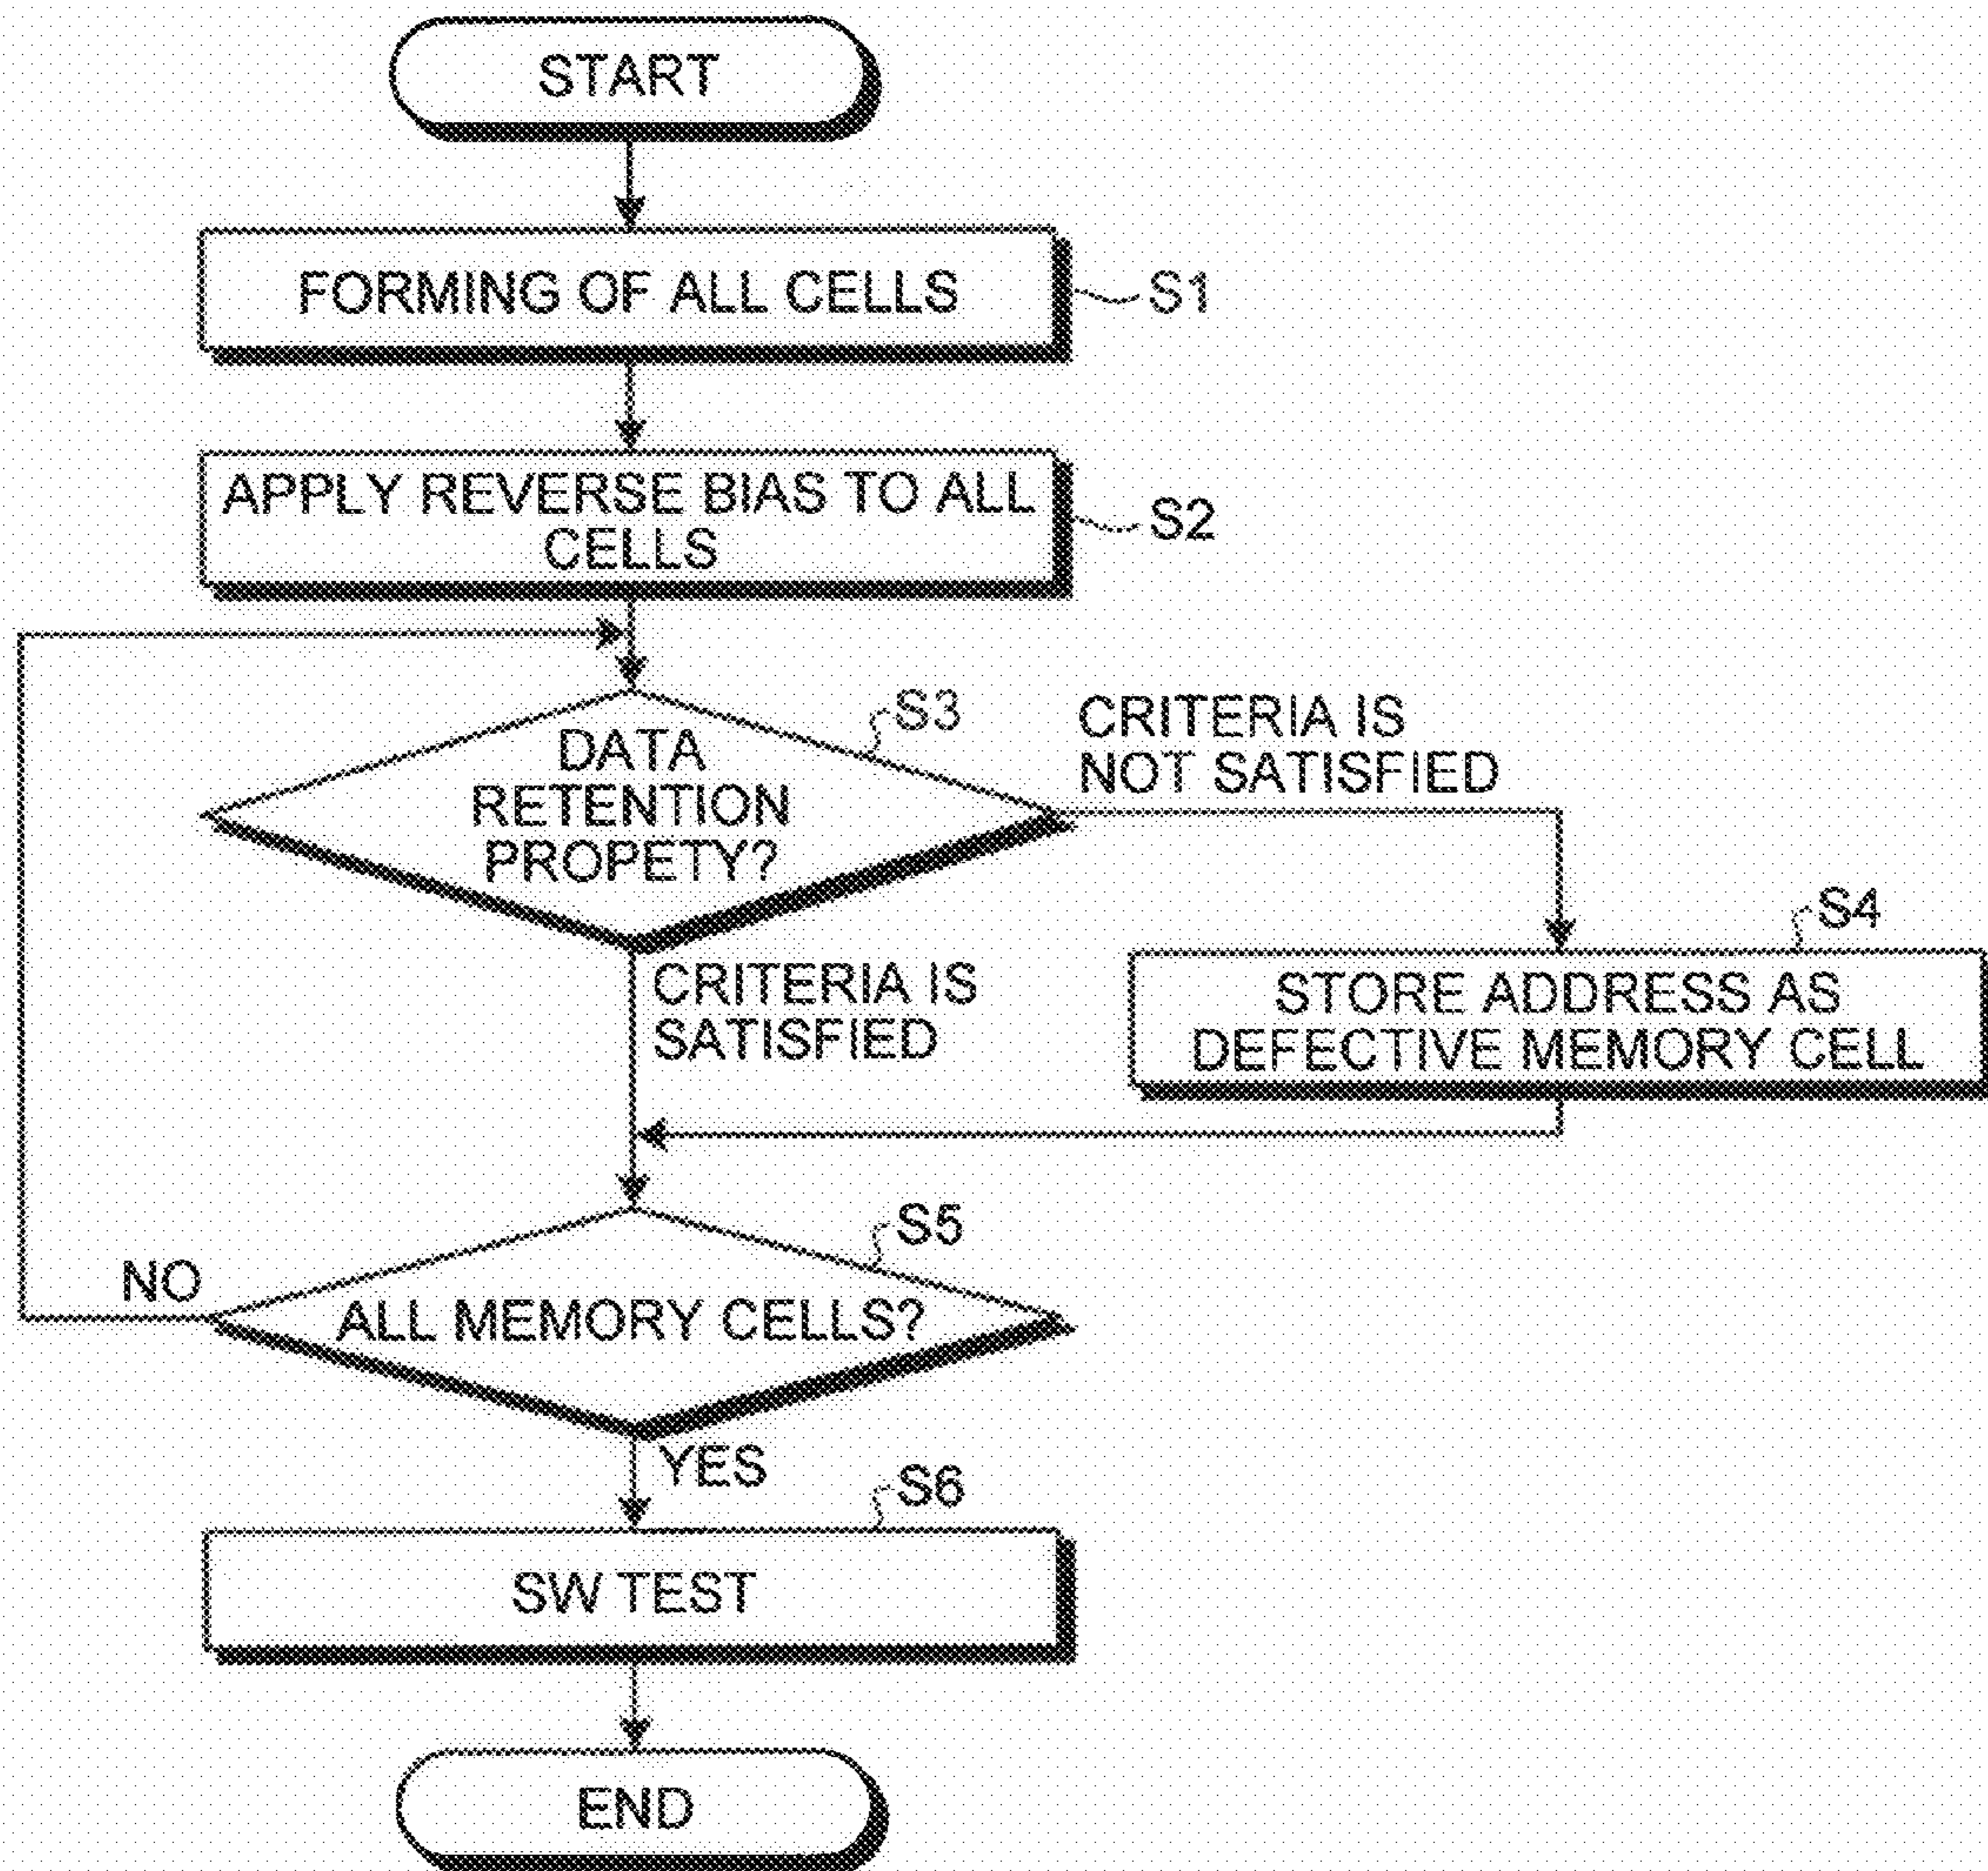 START
FORMING OF ALL CELLS
S1
APPLY REVERSE BIAS TO ALL
CELLS
S2
S3
DATA
RETENTION
PROPETY?
CRITERIA IS
NOT SATISFIED
S4
STORE ADDRESS AS
DEFECTIVE MEMORY CELL
CRITERIA IS
SATISFIED
S5
NO
ALL MEMORY CELLS?
YES
S6
SW TEST
END